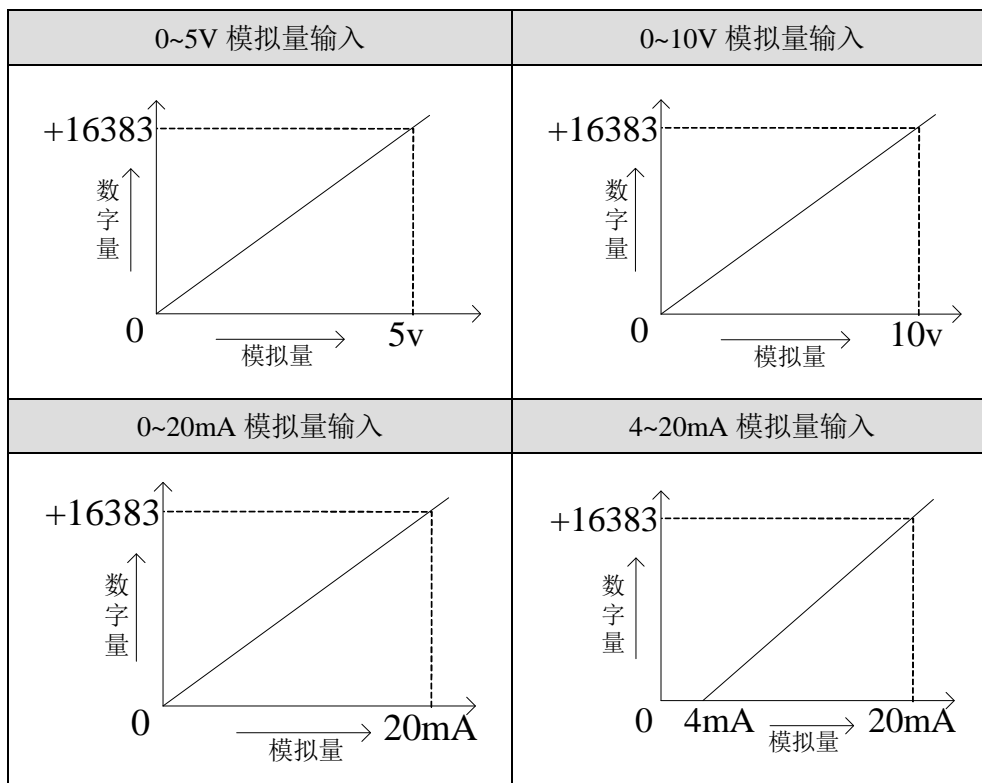 0~5V 模拟量输入
0~10V 模拟量输入
+16383
数字量
0
5v
模拟量
+16383
数字量
0
10v
模拟量
0~20mA 模拟量输入
4~20mA 模拟量输入
+16383
数字量
0
20mA
模拟量
+16383
数字量
0
4mA
20mA
模拟量